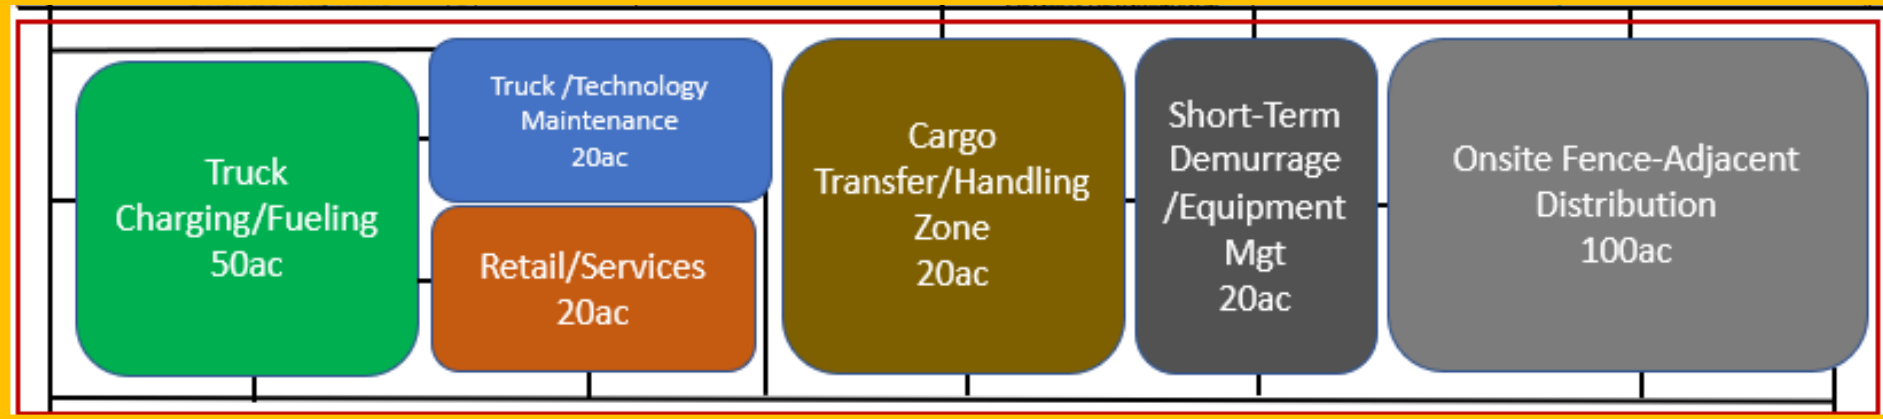 Truck
Charging/Fueling
50ac
Truck /Technology
Maintenance
20ac
Retail/Services
20ac
Cargo
Transfer/Handling
Zone
20ac
Short-Term
Demurrage
/Equipment
Mgt
20ac
Onsite Fence-Adjacent
Distribution
100ac